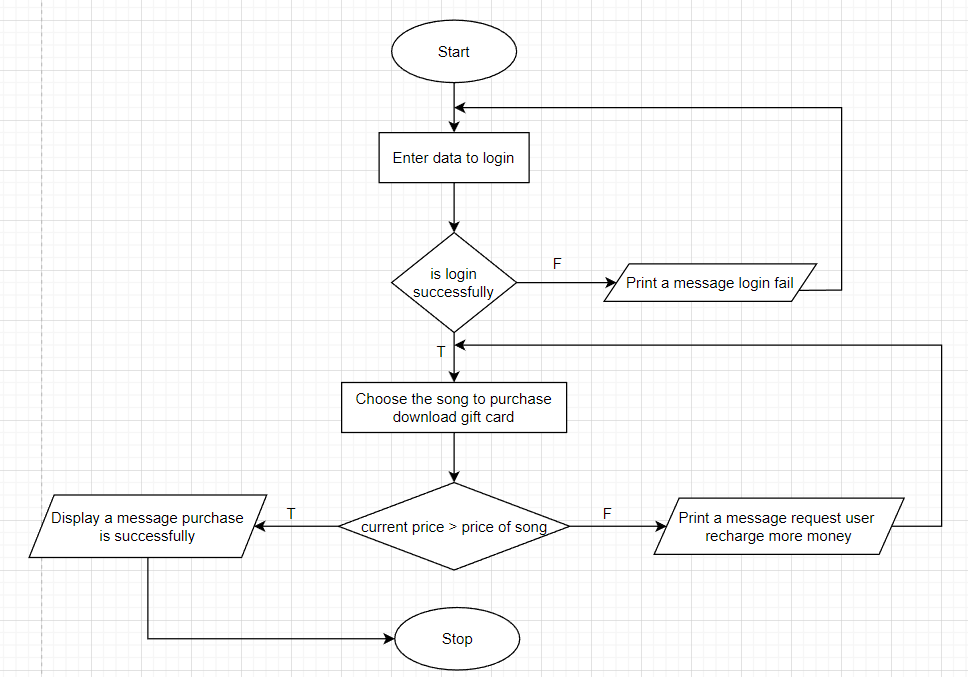 Start
Enter data to login
is login
successfully
F
Print a message login fail
T
Choose the song to purchase
download gift card
current price > price of song
T
Display a message purchase
is successfully
F
Print a message request user
recharge more money
Stop